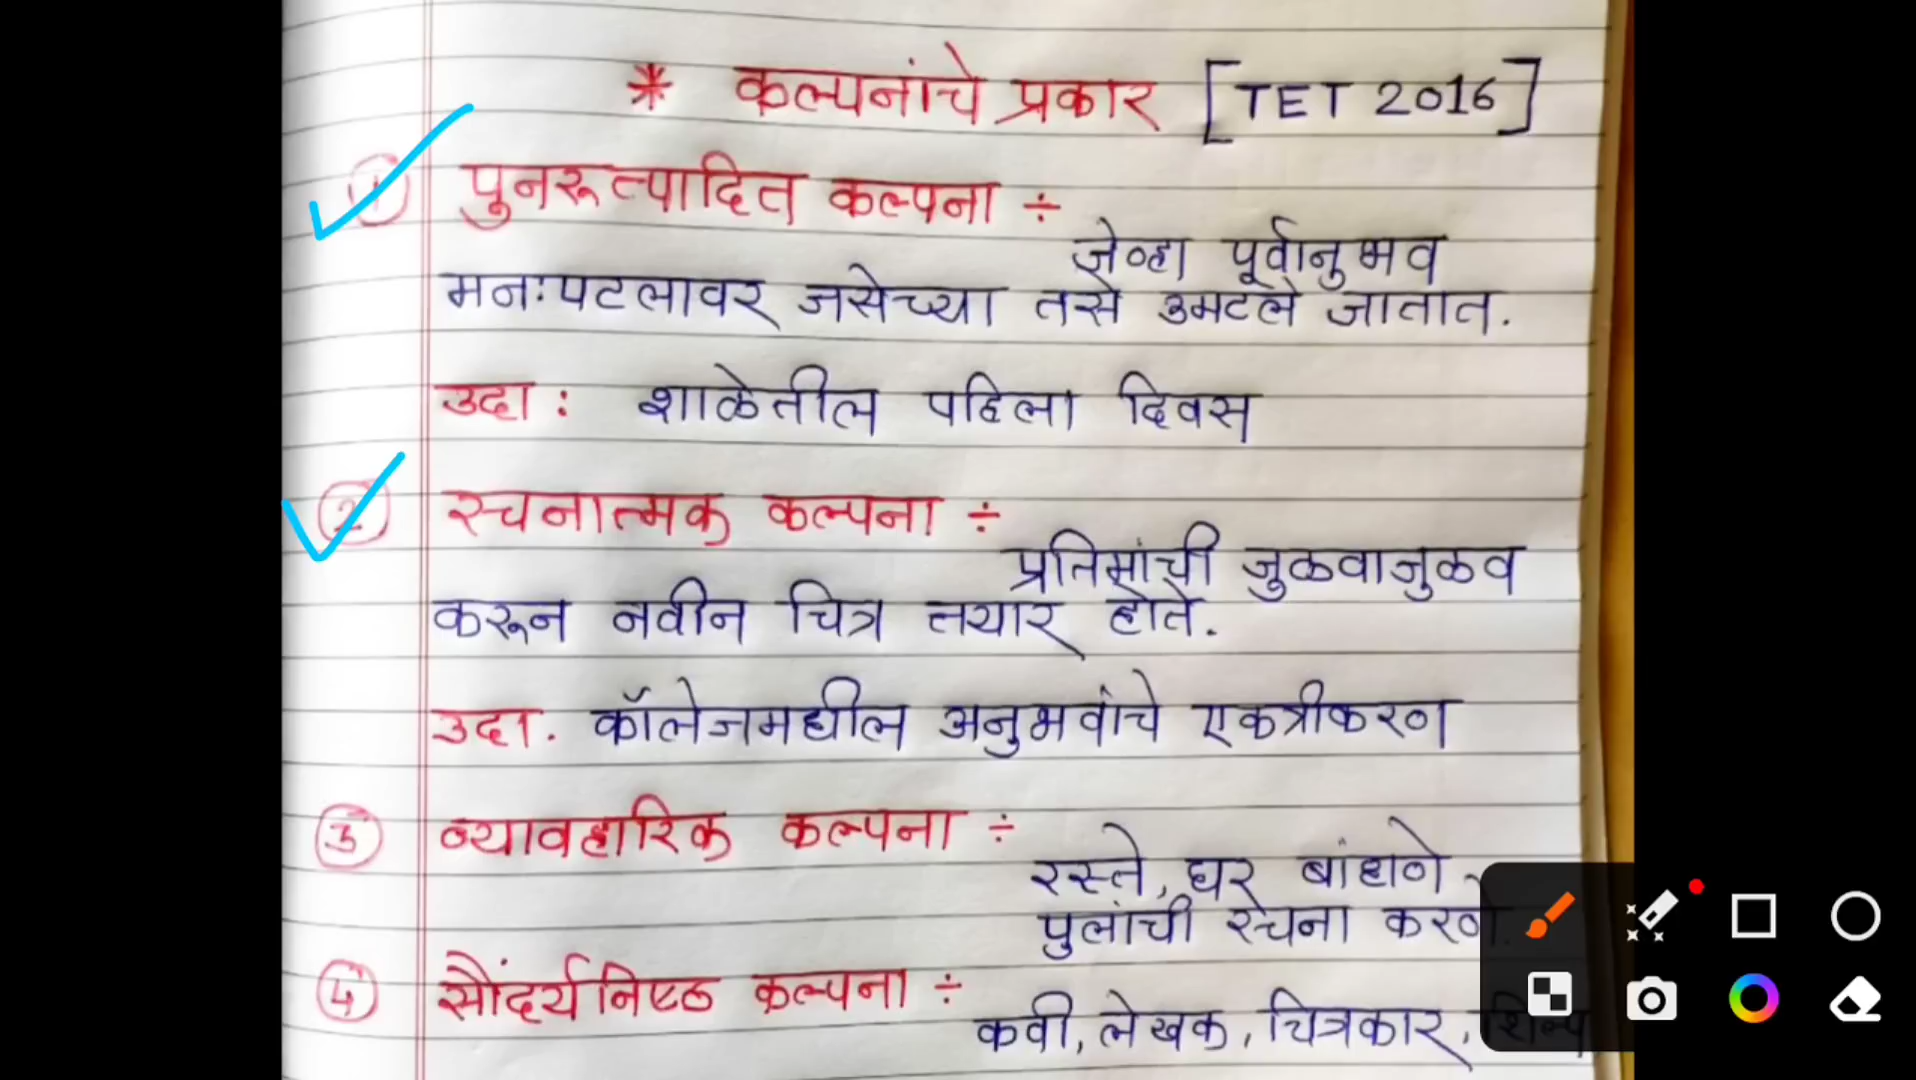 * कल्पनांचे प्रकार [TET 2016]
① पुनरुत्पादित कल्पना ÷
जेव्हा पूर्वानुभव
मनःपटलावर जसेच्या तसे उमटले जातात.
उदा : शाळेतील पहिला दिवस
② रचनात्मक कल्पना ÷
प्रतिमांची जुळवाजुळव
करून नवीन चित्र तयार होते.
उदा. कॉलेजमधील अनुभवांचे एकत्रीकरण
③ व्यावहारिक कल्पना ÷
रस्ते, घर बांधणे,
पुलांची रचना करणे.
④ सौंदर्यनिष्ठ कल्पना ÷
कवी, लेखक, चित्रकार,